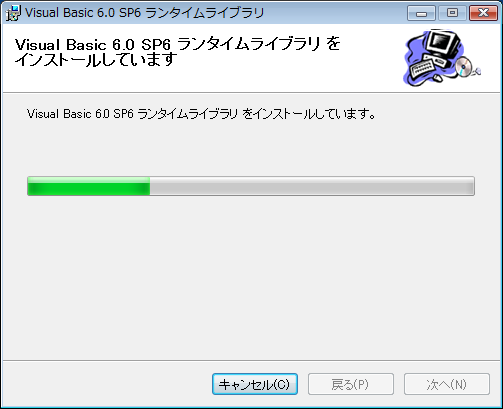 Visual Basic 6.0 SP6 ランタイムライブラリ
Visual Basic 6.0 SP6 ランタイムライブラリ を
インストールしています
Visual Basic 6.0 SP6 ランタイムライブラリ をインストールしています。
キャンセル(C)
戻る(P)
次へ(N)